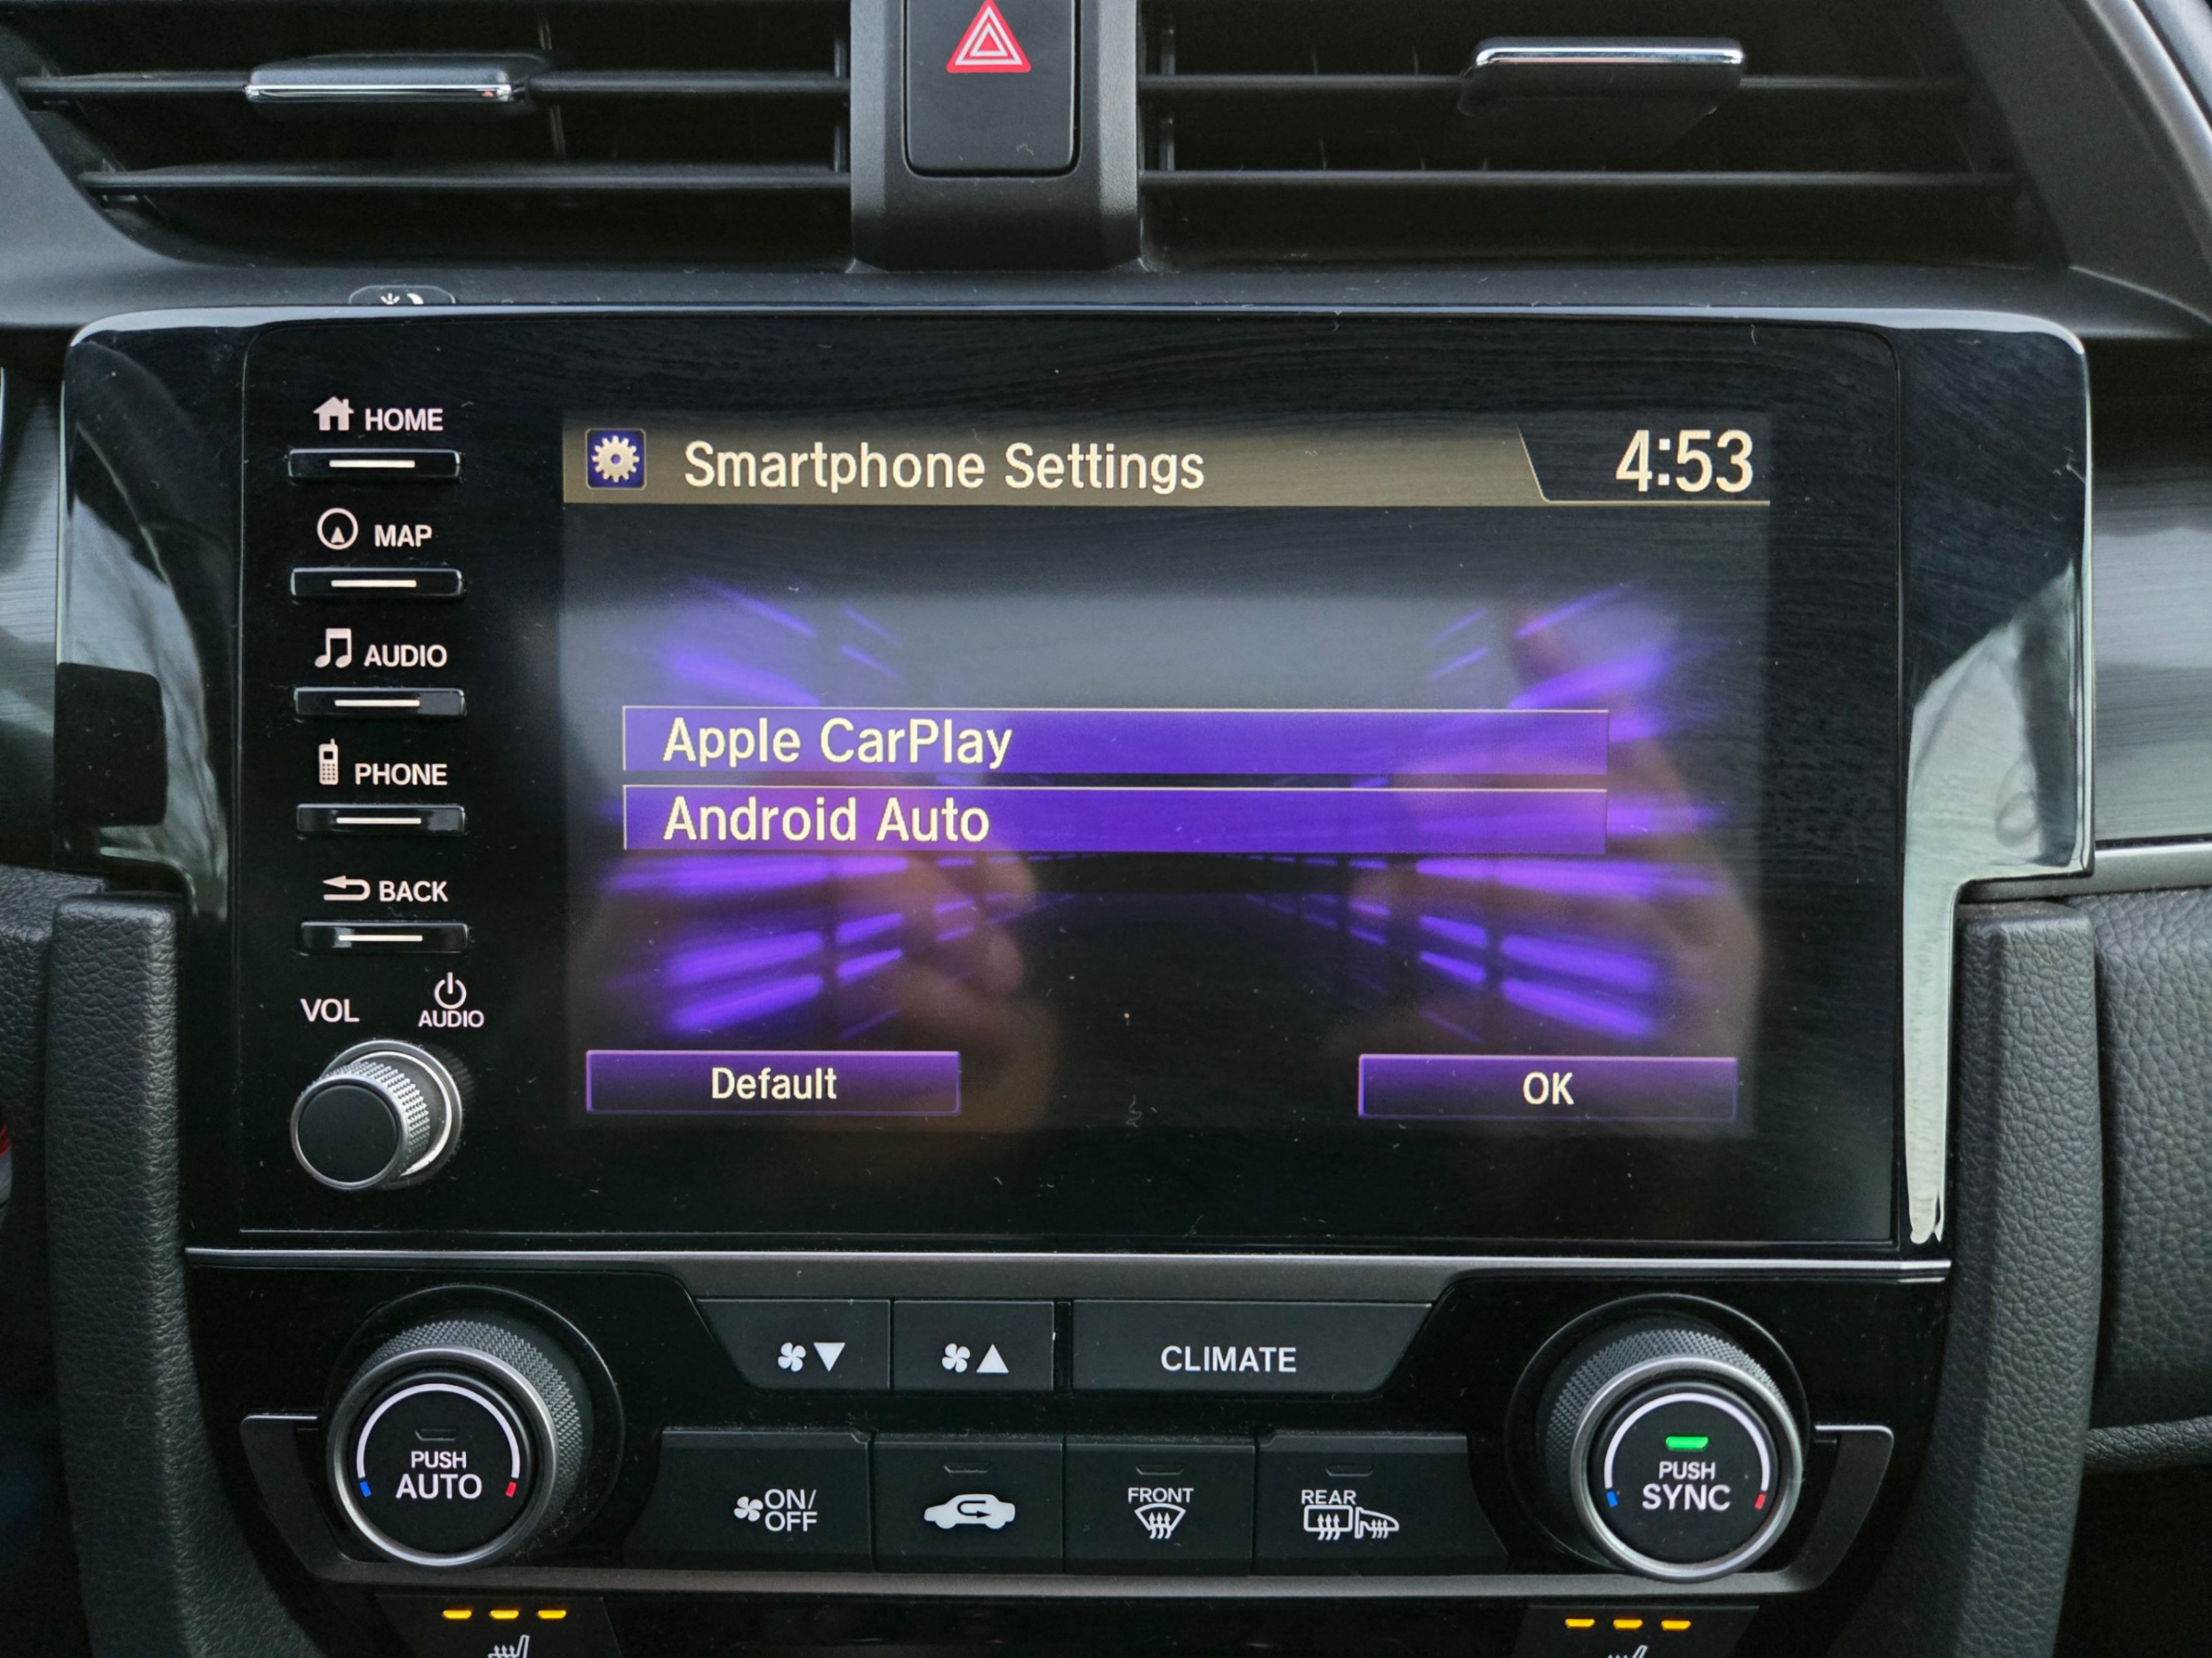 HOME
MAP
AUDIO
PHONE
BACK
VOL
AUDIO
Smartphone Settings
4:53
Apple CarPlay
Android Auto
Default
OK
CLIMATE
PUSH
AUTO
ON/
OFF
FRONT
REAR
PUSH
SYNC